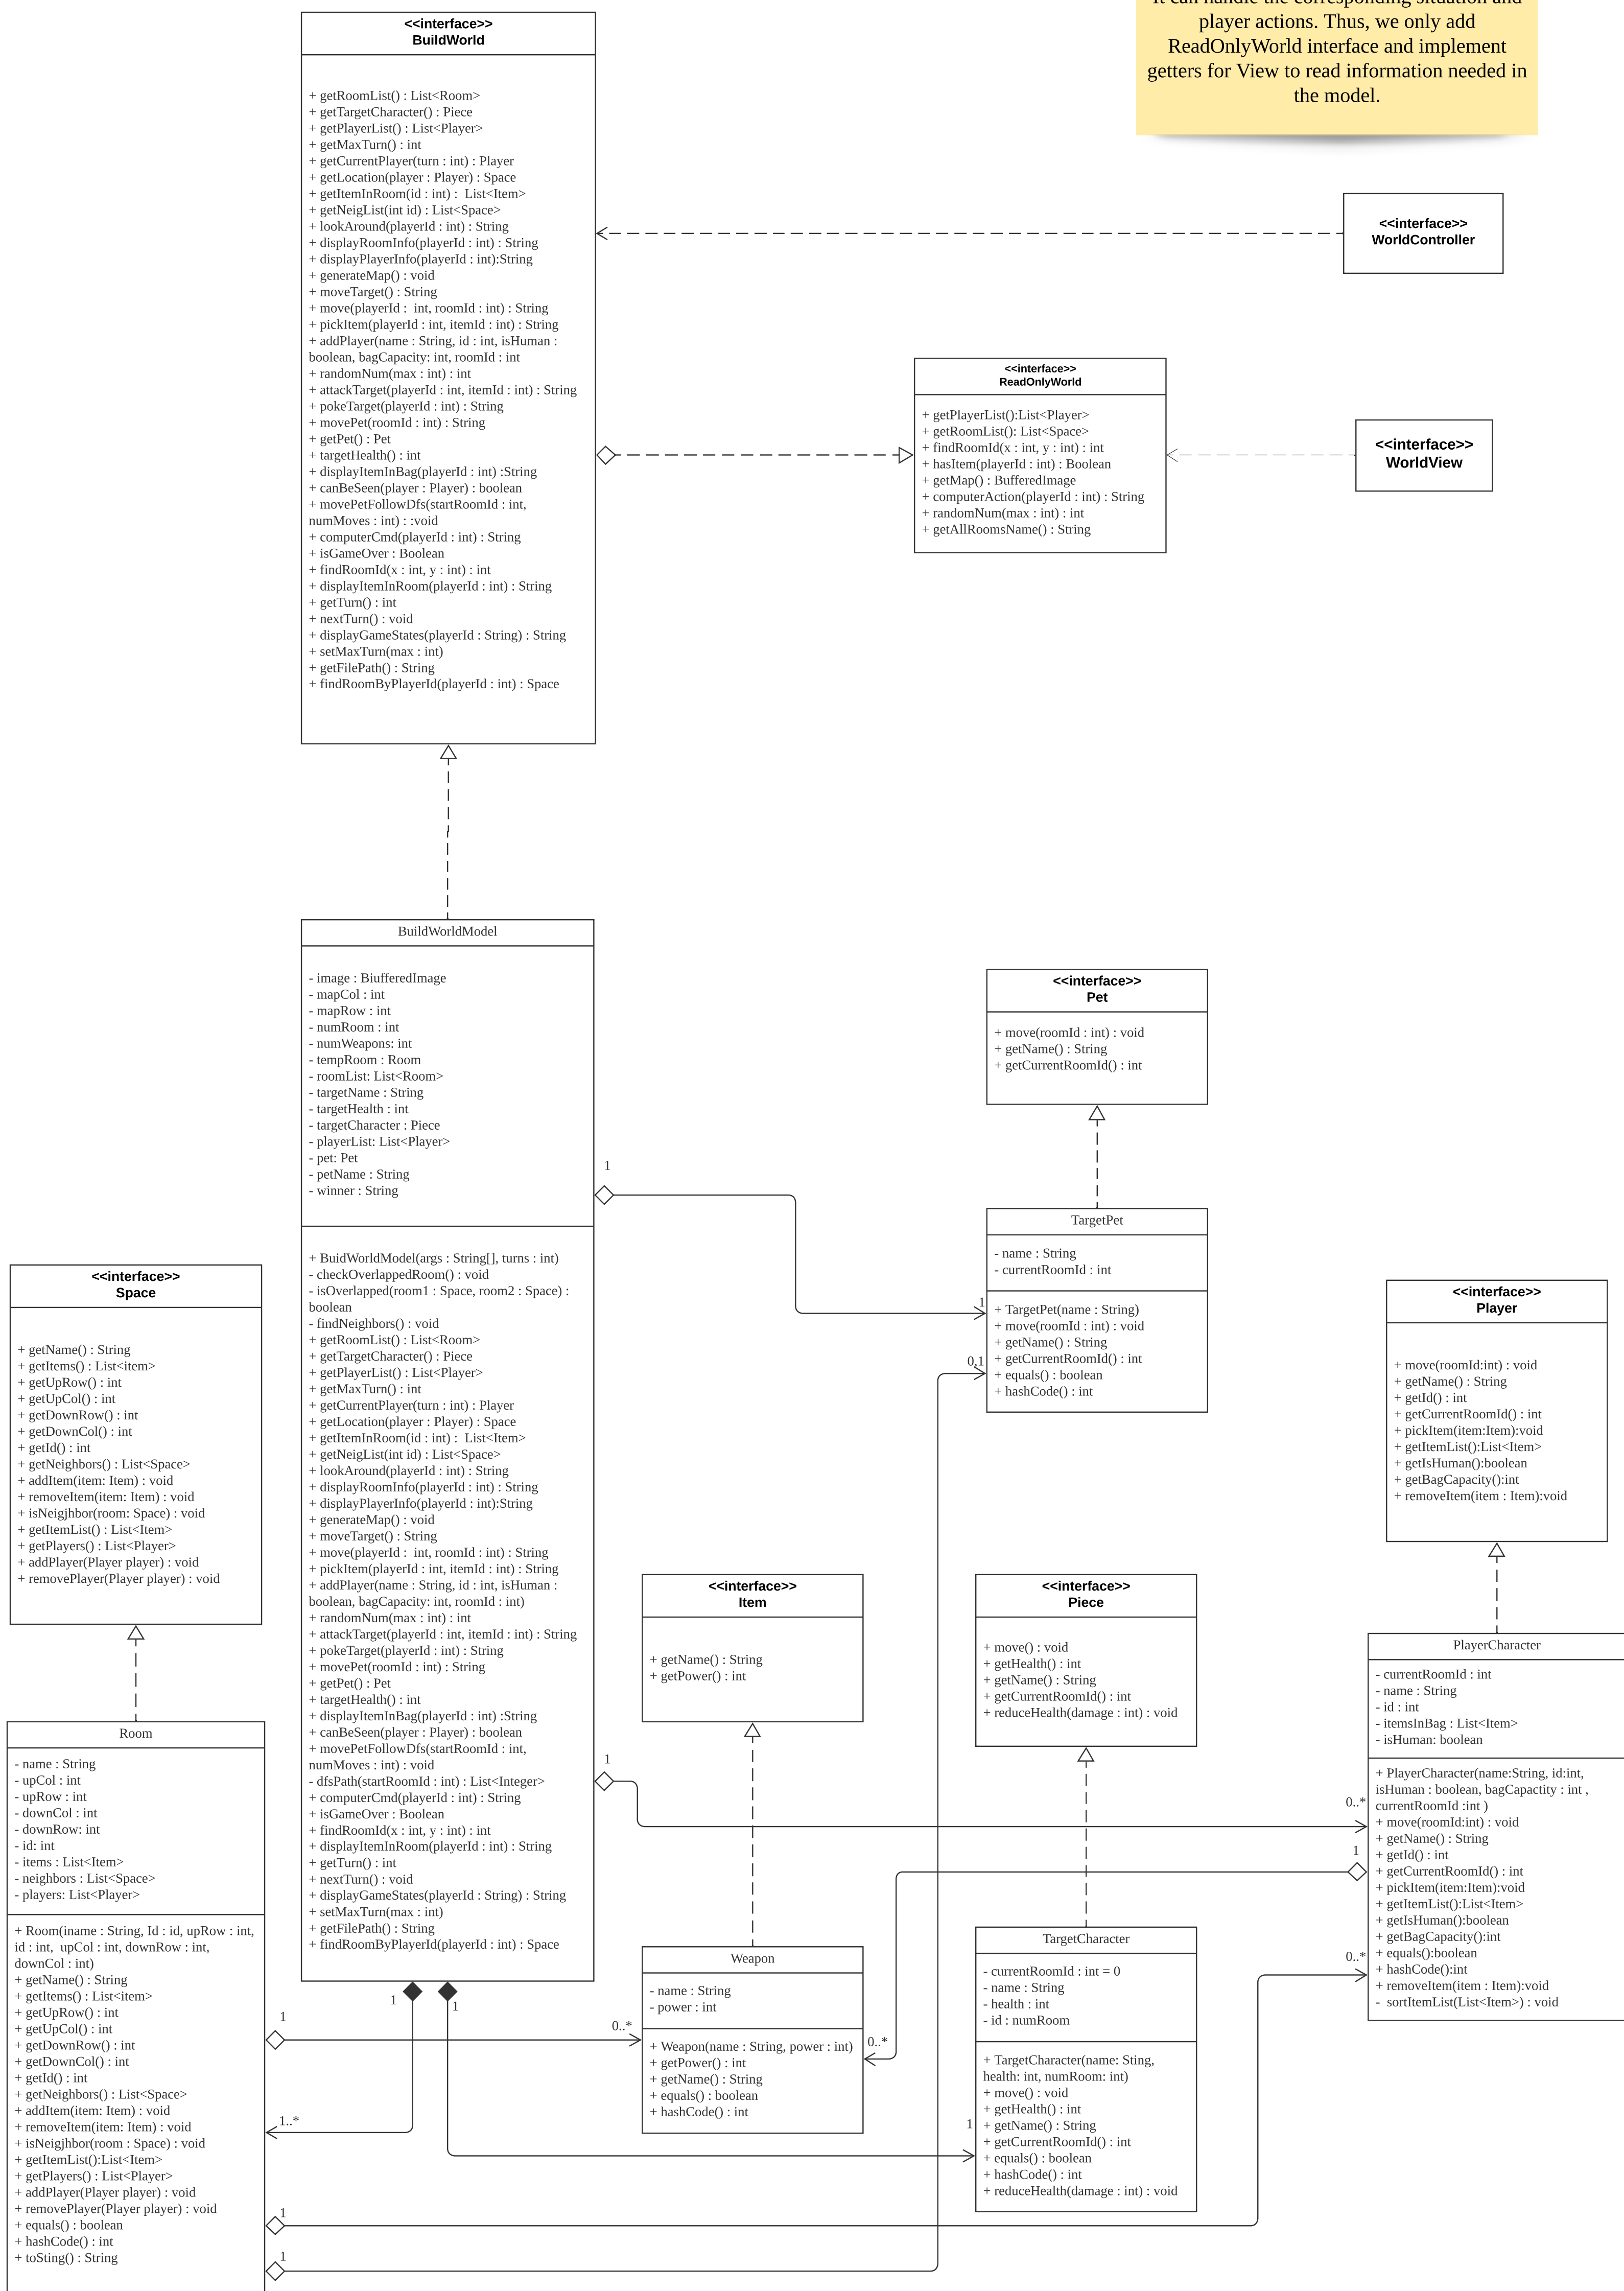 <<interface>>
BuildWorld
+ getRoomList() : List<Room>
+ getTargetCharacter() : Piece
+ getPlayerList() : List<Player>
+ getMaxTurn() : int
+ getCurrentPlayer(turn : int) : Player
+ getLocation(player : Player) : Space
+ getItemInRoom(id : int) :  List<Item>
+ getNeigList(int id) : List<Space>
+ lookAround(playerId : int) : String
+ displayRoomInfo(playerId : int) : String
+ displayPlayerInfo(playerId : int):String
+ generateMap() : void
+ moveTarget() : String
+ move(playerId :  int, roomId : int) : String
+ pickItem(playerId : int, itemId : int) : String
+ addPlayer(name : String, id : int, isHuman :
boolean, bagCapacity: int, roomId : int
+ randomNum(max : int) : int
+ attackTarget(playerId : int, itemId : int) : String
+ pokeTarget(playerId : int) : String
+ movePet(roomId : int) : String
+ getPet() : Pet
+ targetHealth() : int
+ displayItemInBag(playerId : int) :String
+ canBeSeen(player : Player) : boolean
+ movePetFollowDfs(startRoomId : int,
numMoves : int) : :void
+ computerCmd(playerId : int) : String
+ isGameOver : Boolean
+ findRoomId(x : int, y : int) : int
+ displayItemInRoom(playerId : int) : String
+ getTurn() : int
+ nextTurn() : void
+ displayGameStates(playerId : String) : String
+ setMaxTurn(max : int)
+ getFilePath() : String
+ findRoomByPlayerId(playerId : int) : Space
It can handle the corresponding situation and
player actions. Thus, we only add
ReadOnlyWorld interface and implement
getters for View to read information needed in
the model.
<<interface>>
WorldController
<<interface>>
ReadOnlyWorld
+ getPlayerList():List<Player>
+ getRoomList(): List<Space>
+ findRoomId(x : int, y : int) : int
+ hasItem(playerId : int) : Boolean
+ getMap() : BufferedImage
+ computerAction(playerId : int) : String
+ randomNum(max : int) : int
+ getAllRoomsName() : String
<<interface>>
WorldView
BuildWorldModel
- image : BiufferedImage
- mapCol : int
- mapRow : int
- numRoom : int
- numWeapons: int
- tempRoom : Room
- roomList: List<Room>
- targetName : String
- targetHealth : int
- targetCharacter : Piece
- playerList: List<Player>
- pet: Pet
- petName : String
- winner : String
+ BuidWorldModel(args : String[], turns : int)
- checkOverlappedRoom() : void
- isOverlapped(room1 : Space, room2 : Space) :
boolean
- findNeighbors() : void
+ getRoomList() : List<Room>
+ getTargetCharacter() : Piece
+ getPlayerList() : List<Player>
+ getMaxTurn() : int
+ getCurrentPlayer(turn : int) : Player
+ getLocation(player : Player) : Space
+ getItemInRoom(id : int) :  List<Item>
+ getNeigList(int id) : List<Space>
+ lookAround(playerId : int) : String
+ displayRoomInfo(playerId : int) : String
+ displayPlayerInfo(playerId : int):String
+ generateMap() : void
+ moveTarget() : String
+ move(playerId :  int, roomId : int) : String
+ pickItem(playerId : int, itemId : int) : String
+ addPlayer(name : String, id : int, isHuman :
boolean, bagCapacity: int, roomId : int)
+ randomNum(max : int) : int
+ attackTarget(playerId : int, itemId : int) : String
+ pokeTarget(playerId : int) : String
+ movePet(roomId : int) : String
+ getPet() : Pet
+ targetHealth() : int
+ displayItemInBag(playerId : int) :String
+ canBeSeen(player : Player) : boolean
+ movePetFollowDfs(startRoomId : int,
numMoves : int) : void
- dfsPath(startRoomId : int) : List<Integer>
+ computerCmd(playerId : int) : String
+ isGameOver : Boolean
+ findRoomId(x : int, y : int) : int
+ displayItemInRoom(playerId : int) : String
+ getTurn() : int
+ nextTurn() : void
+ displayGameStates(playerId : String) : String
+ setMaxTurn(max : int)
+ getFilePath() : String
+ findRoomByPlayerId(playerId : int) : Space
<<interface>>
Pet
+ move(roomId : int) : void
+ getName() : String
+ getCurrentRoomId() : int
TargetPet
- name : String
- currentRoomId : int
+ TargetPet(name : String)
+ move(roomId : int) : void
+ getName() : String
+ getCurrentRoomId() : int
+ equals() : boolean
+ hashCode() : int
1
1
0,1
<<interface>>
Space
+ getName() : String
+ getItems() : List<item>
+ getUpRow() : int
+ getUpCol() : int
+ getDownRow() : int
+ getDownCol() : int
+ getId() : int
+ getNeighbors() : List<Space>
+ addItem(item: Item) : void
+ removeItem(item: Item) : void
+ isNeigjhbor(room: Space) : void
+ getItemList() : List<Item>
+ getPlayers() : List<Player>
+ addPlayer(Player player) : void
+ removePlayer(Player player) : void
<<interface>>
Player
+ move(roomId:int) : void
+ getName() : String
+ getId() : int
+ getCurrentRoomId() : int
+ pickItem(item:Item):void
+ getItemList():List<Item>
+ getIsHuman():boolean
+ getBagCapacity():int
+ removeItem(item : Item):void
<<interface>>
Item
+ getName() : String
+ getPower() : int
<<interface>>
Piece
+ move() : void
+ getHealth() : int
+ getName() : String
+ getCurrentRoomId() : int
+ reduceHealth(damage : int) : void
PlayerCharacter
- currentRoomId : int
- name : String
- id : int
- itemsInBag : List<Item>
- isHuman: boolean
+ PlayerCharacter(name:String, id:int,
isHuman : boolean, bagCapactity : int ,
currentRoomId :int )
+ move(roomId:int) : void
+ getName() : String
+ getId() : int
+ getCurrentRoomId() : int
+ pickItem(item:Item):void
+ getItemList():List<Item>
+ getIsHuman():boolean
+ getBagCapacity():int
+ equals():boolean
+ hashCode():int
+ removeItem(item : Item):void
-  sortItemList(List<Item>) : void
1
0..*
1
0..*
Room
- name : String
- upCol : int
- upRow : int
- downCol : int
- downRow: int
- id: int
- items : List<Item>
- neighbors : List<Space>
- players: List<Player>
+ Room(iname : String, Id : id, upRow : int,
id : int,  upCol : int, downRow : int,
downCol : int)
+ getName() : String
+ getItems() : List<item>
+ getUpRow() : int
+ getUpCol() : int
+ getDownRow() : int
+ getDownCol() : int
+ getId() : int
+ getNeighbors() : List<Space>
+ addItem(item: Item) : void
+ removeItem(item: Item) : void
+ isNeigjhbor(room : Space) : void
+ getItemList():List<Item>
+ getPlayers() : List<Player>
+ addPlayer(Player player) : void
+ removePlayer(Player player) : void
+ equals() : boolean
+ hashCode() : int
+ toSting() : String
Weapon
- name : String
- power : int
+ Weapon(name : String, power : int)
+ getPower() : int
+ getName() : String
+ equals() : boolean
+ hashCode() : int
TargetCharacter
- currentRoomId : int = 0
- name : String
- health : int
- id : numRoom
+ TargetCharacter(name: Sting,
health: int, numRoom: int)
+ move() : void
+ getHealth() : int
+ getName() : String
+ getCurrentRoomId() : int
+ equals() : boolean
+ hashCode() : int
+ reduceHealth(damage : int) : void
1
1
1
0..*
0..*
1..*
1
1
1